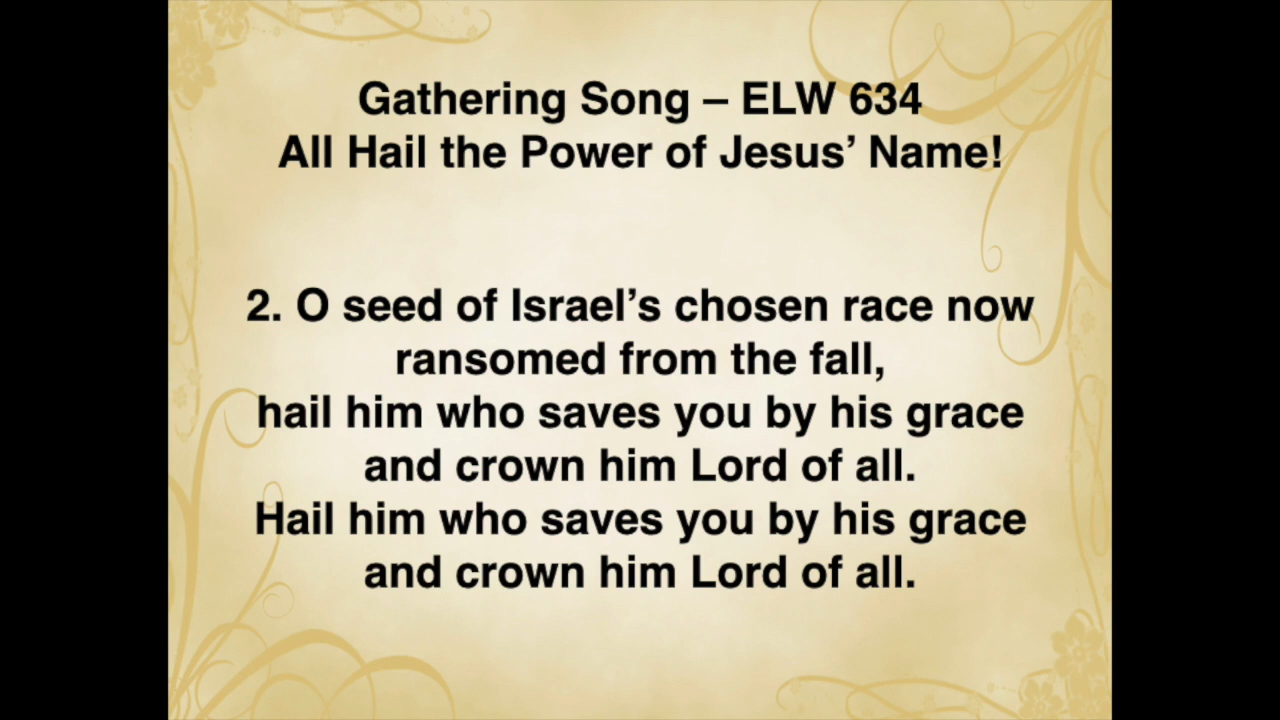 Gathering Song – ELW 634
All Hail the Power of Jesus’ Name!
2. O seed of Israel’s chosen race now
ransomed from the fall,
hail him who saves you by his grace
and crown him Lord of all.
Hail him who saves you by his grace
and crown him Lord of all.